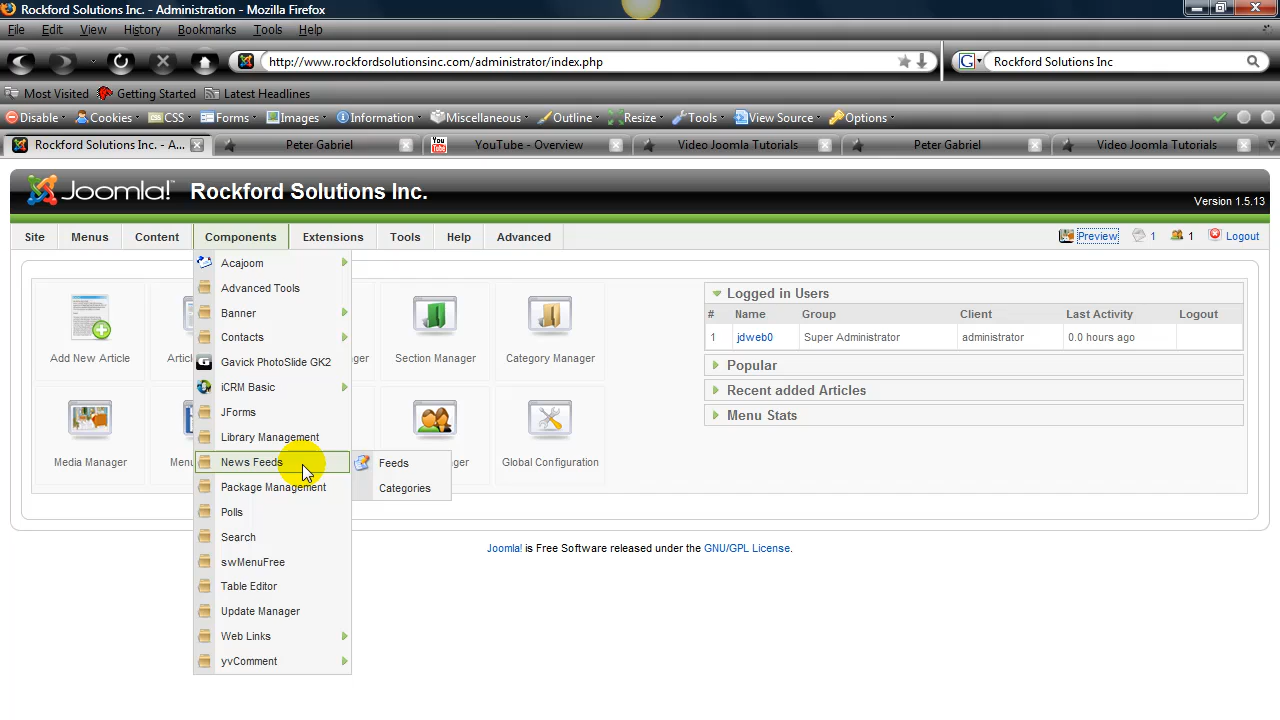 Rockford Solutions Inc. - Administration - Mozilla Firefox
File Edit View History Bookmarks Tools Help
http://www.rockfordsolutionsinc.com/administrator/index.php
Rockford Solutions Inc
Most Visited Getting Started Latest Headlines
Disable Cookies CSS Forms Images Information Miscellaneous Outline Resize Tools View Source Options
Rockford Solutions Inc. - A... Peter Gabriel YouTube - Overview Video Joomla Tutorials Peter Gabriel Video Joomla Tutorials
Joomla! Rockford Solutions Inc.
Version 1.5.13
Site Menus Content Components Extensions Tools Help Advanced Preview 1 1 Logout
Acajoom
Advanced Tools
Banner
Contacts
Gavick PhotoSlide GK2
iCRM Basic
JForms
Library Management
News Feeds
Package Management
Polls
Search
swMenuFree
Table Editor
Update Manager
Web Links
yvComment
Feeds
Categories
Add New Article
Section Manager
Category Manager
Media Manager
Global Configuration
Logged in Users
# Name Group Client Last Activity Logout
1 jdweb0 Super Administrator administrator 0.0 hours ago
Popular
Recent added Articles
Menu Stats
Joomla! is Free Software released under the GNU/GPL License.